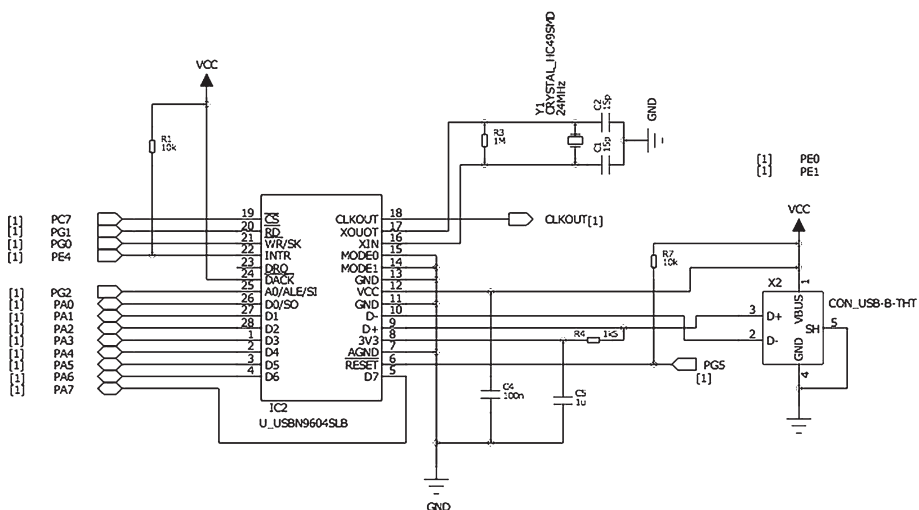 VCC
R1
10k
R3
1M
Y1
CRYSTAL_HC49SMD
24MHz
C2
15p
C1
15p
GND
[1] PE0
[1] PE1
VCC
R7
10k
[1] PC7 19 CS
[1] PG1 20 RD
[1] PG0 21 WR/SK
[1] PE4 22 INTR
23 DRQ
24 DACK
[1] PG2 25 A0/ALE/SI
[1] PA0 26 D0/SO
[1] PA1 27 D1
[1] PA2 28 D2
[1] PA3 1 D3
[1] PA4 2 D4
[1] PA5 3 D5
[1] PA6 4 D6
[1] PA7
CLKOUT 18 CLKOUT[1]
XOUOT 17
XIN 16
MODE0 15
MODE1 14
GND 13
VCC 12
GND 11
D- 10
D+ 9
3V3 8
AGND 7
RESET 6
D7 5
IC2
U_USBN9604SLB
R4 1k5
C4
100n
C5
1u
PG5
[1]
X2
CON_USB-B-THT
1
VBUS
3 D+
2 D-
SH 5
GND
4
GND